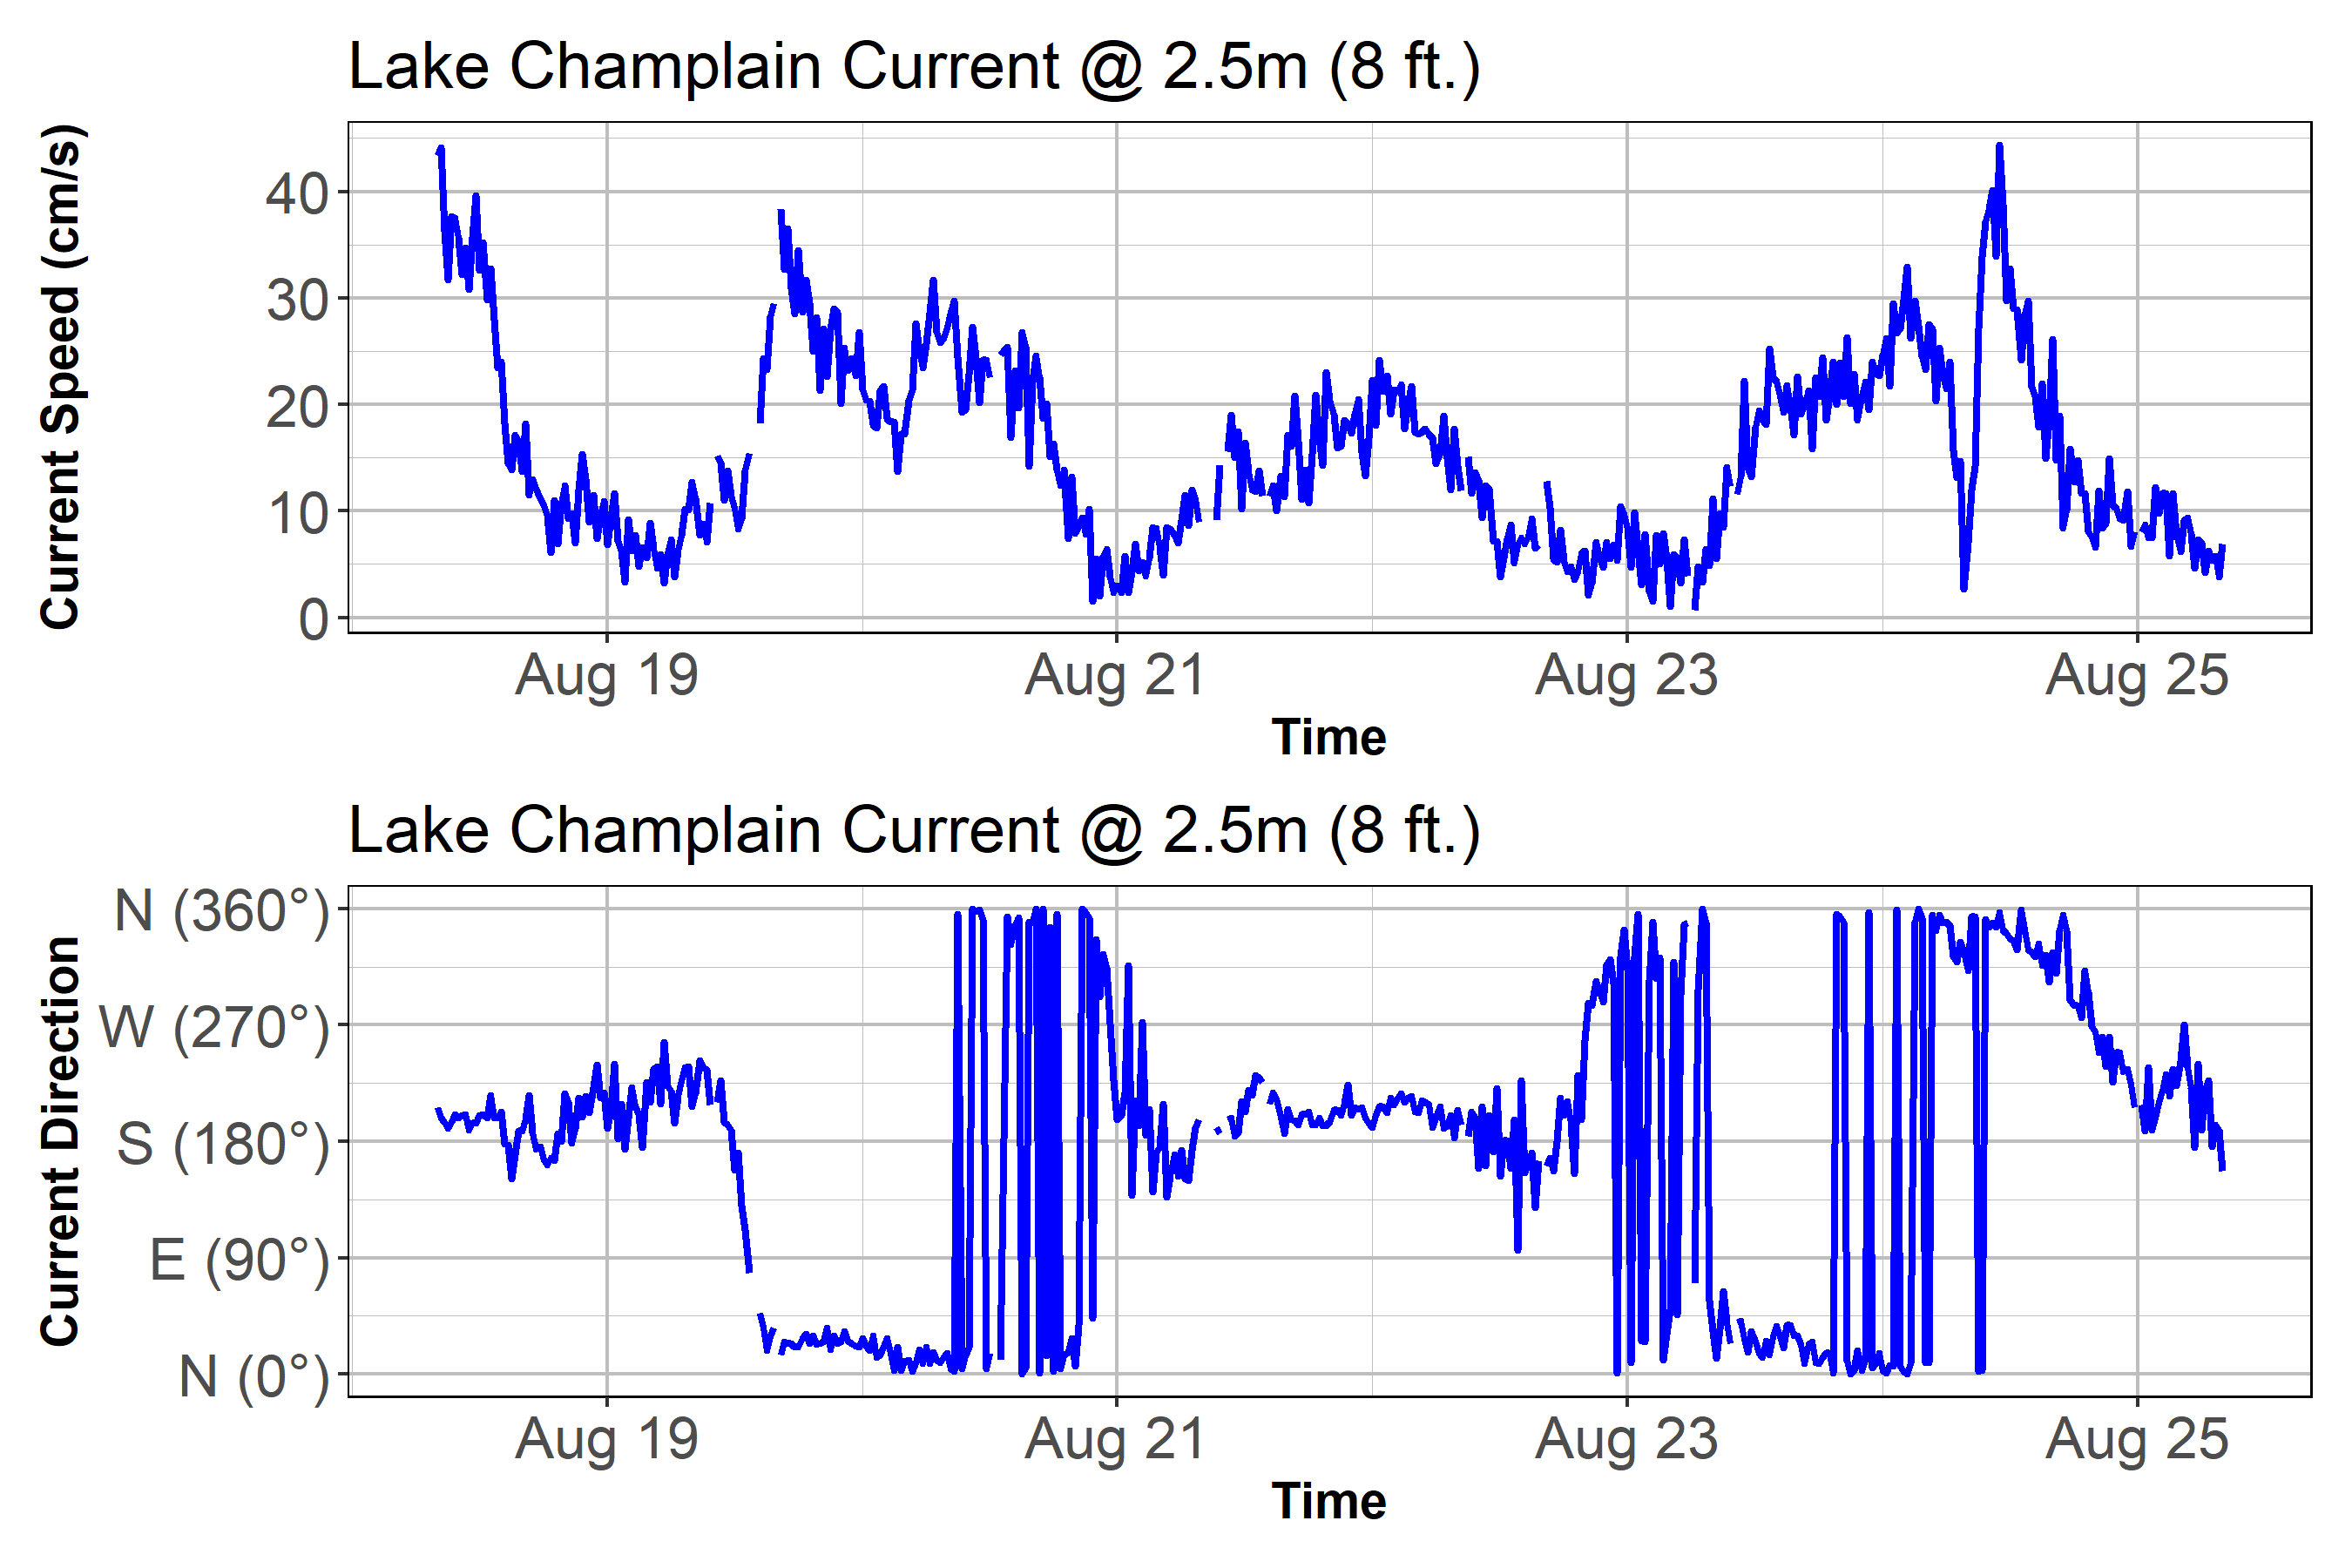 Lake Champlain Current @ 2.5m (8 ft.)
Current Speed (cm/s)
40
30
20
10
0
Aug 19 Aug 21 Aug 23 Aug 25
Time
Lake Champlain Current @ 2.5m (8 ft.)
Current Direction
N (360°)
W (270°)
S (180°)
E (90°)
N (0°)
Aug 19 Aug 21 Aug 23 Aug 25
Time